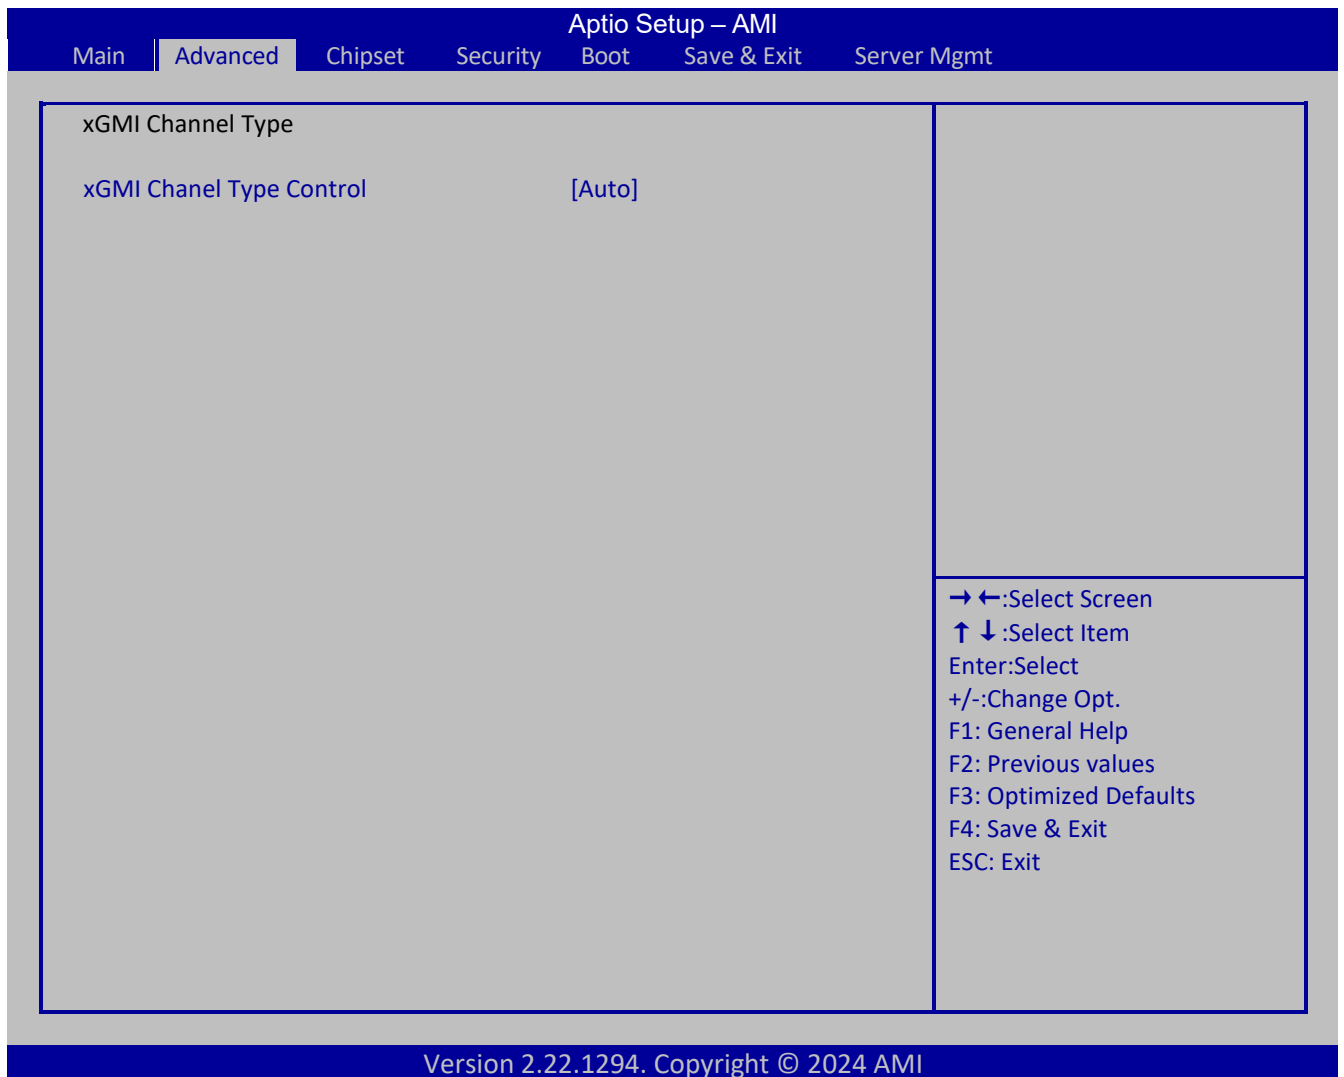 Aptio Setup – AMI
Main Advanced Chipset Security Boot Save & Exit Server Mgmt
xGMI Channel Type
xGMI Chanel Type Control [Auto]
→ ←:Select Screen
↑ ↓ :Select Item
Enter:Select
+/-:Change Opt.
F1: General Help
F2: Previous values
F3: Optimized Defaults
F4: Save & Exit
ESC: Exit
Version 2.22.1294. Copyright © 2024 AMI